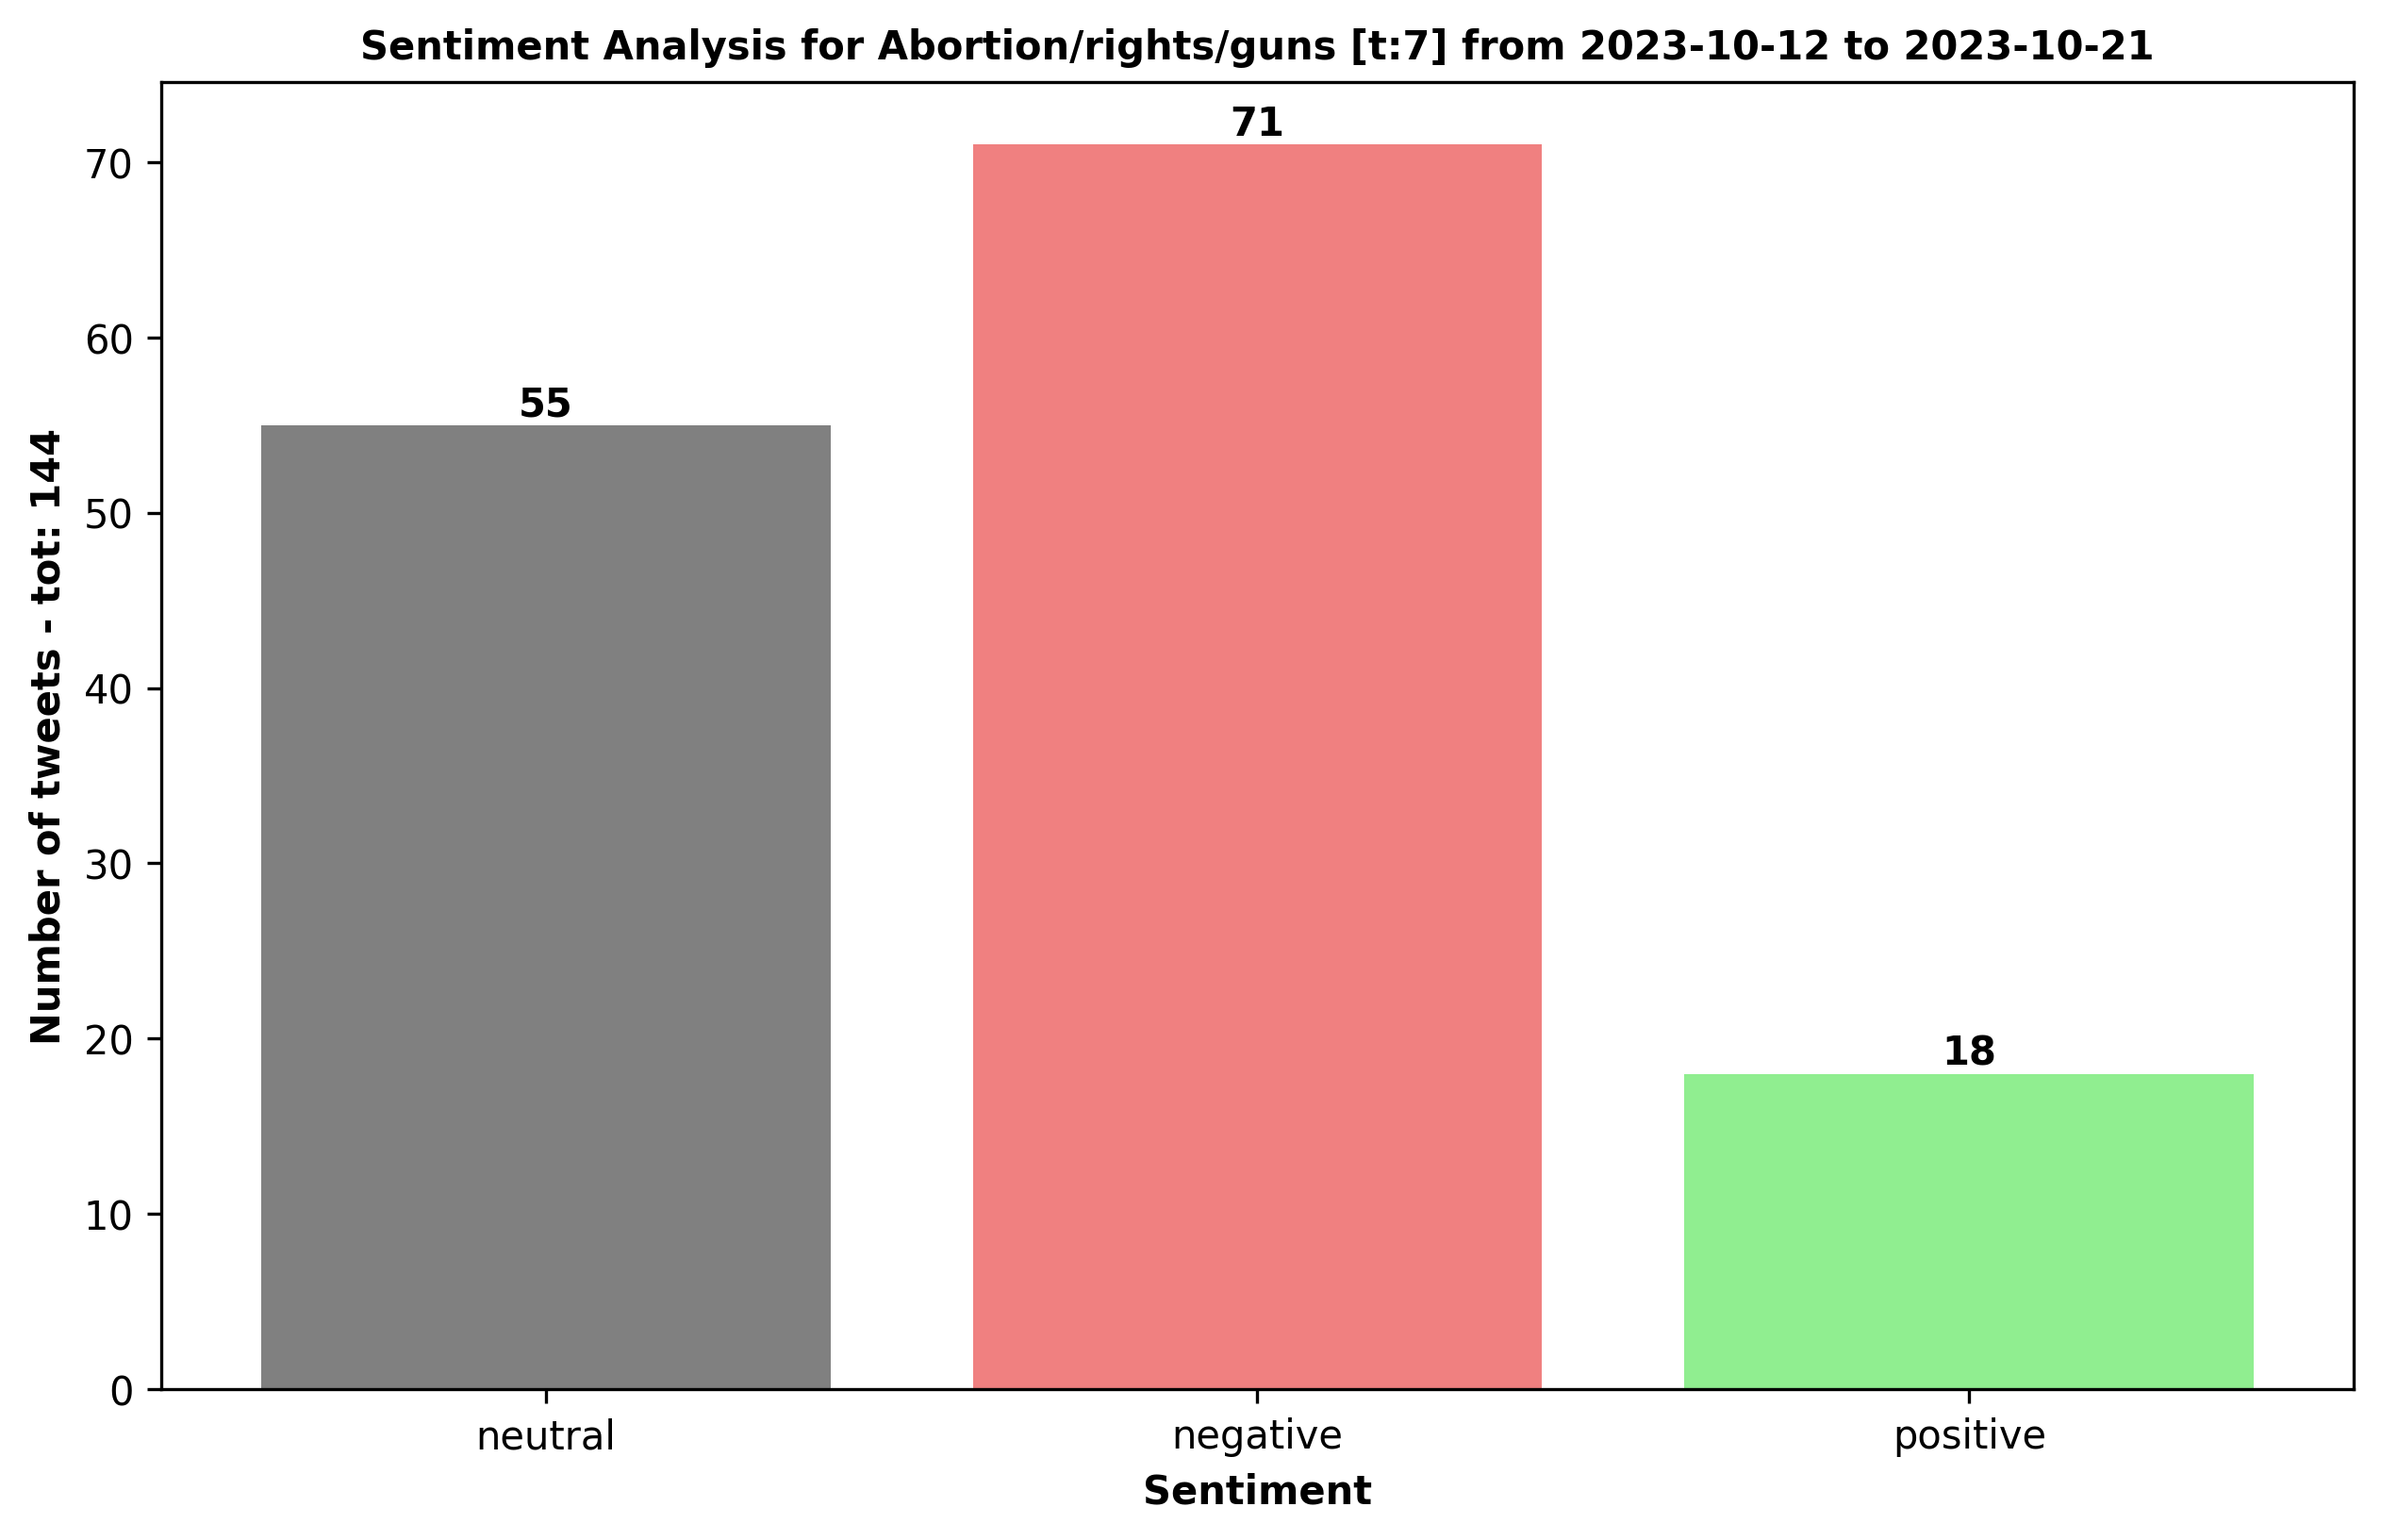 Sentiment Analysis for Abortion/rights/guns [t:7] from 2023-10-12 to 2023-10-21
Number of tweets - tot: 144
70
60
50
40
30
20
10
0
55
71
18
neutral
negative
positive
Sentiment